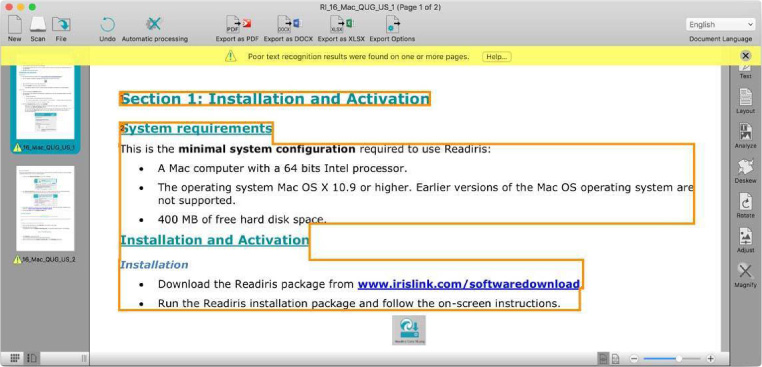 RI_16_Mac_QUG_US_1 (Page 1 of 2)
New Scan File Undo Automatic processing Export as PDF Export as DOCX Export as XLSX Export Options
English
Document Language
Poor text recognition results were found on one or more pages. Help...
Section 1: Installation and Activation
System requirements
This is the minimal system configuration required to use Readiris:
• A Mac computer with a 64 bits Intel processor.
• The operating system Mac OS X 10.9 or higher. Earlier versions of the Mac OS operating system are
not supported.
• 400 MB of free hard disk space.
Installation and Activation
Installation
• Download the Readiris package from www.irislink.com/softwaredownload.
• Run the Readiris installation package and follow the on-screen instructions.
16_Mac_QUG_US_1
16_Mac_QUG_US_2
Text
Layout
Analyze
Deskew
Rotate
Adjust
Magnify